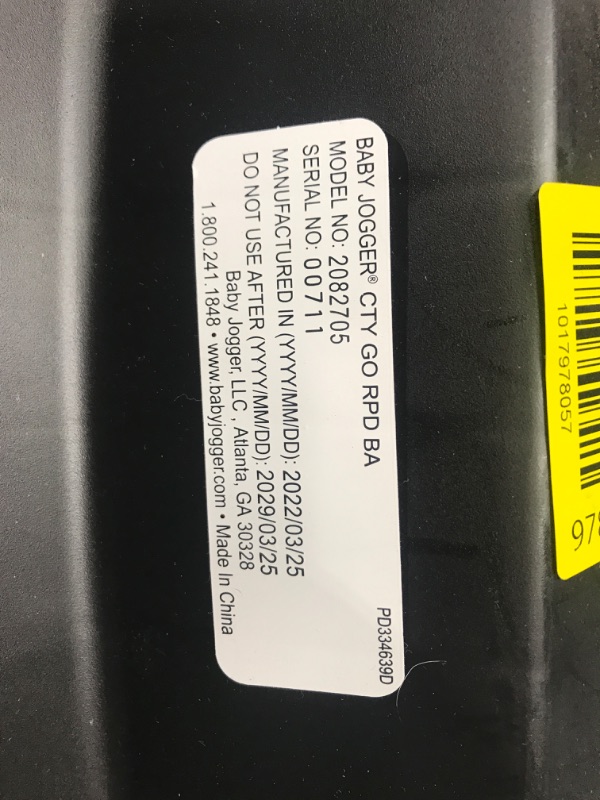 BABY JOGGER® CTY GO RPD BA
MODEL NO: 2082705
SERIAL NO: 00711
MANUFACTURED IN (YYYY/MM/DD): 2022/03/25
DO NOT USE AFTER (YYYY/MM/DD): 2029/03/25
Baby Jogger, LLC , Atlanta, GA 30328
1.800.241.1848 • www.babyjogger.com • Made In China
PD334639D
1017978057